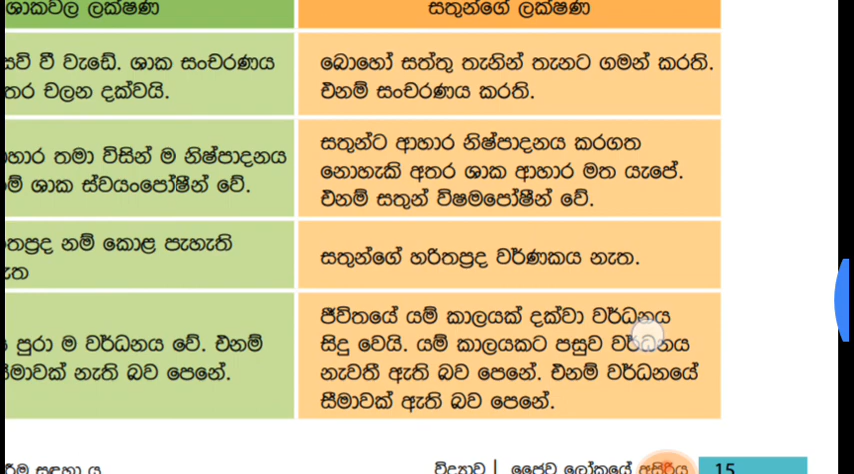 ශාකවල ලක්ෂණ
සතුන්ගේ ලක්ෂණ
සවි වී වැඩේ. ශාක සංචරණය
තර චලන දක්වයි.
බොහෝ සත්තු තැනින් තැනට ගමන් කරති.
එනම් සංචරණය කරති.
තමා විසින් ම නිෂ්පාදනය
ශාක ස්වයංපෝෂීන් වේ.
සතුන්ට ආහාර නිෂ්පාදනය කරගත
නොහැකි අතර ශාක ආහාර මත යැපේ.
එනම් සතුන් විෂමපෝෂීන් වේ.
නම් කොළ පැහැති
සතුන්ගේ හරිතප්‍රද වර්ණකය නැත.
පුරා ම වර්ධනය වේ. එනම්
සීමාවක් නැති බව පෙනේ.
ජීවිතයේ යම් කාලයක් දක්වා වර්ධනය
සිදු වෙයි. යම් කාලයකට පසුව වර්ධනය
නැවතී ඇති බව පෙනේ. එනම් වර්ධනයේ
සීමාවක් ඇති බව පෙනේ.
විද්‍යාව | ජෛව ලෝකයේ අසිරිය 15